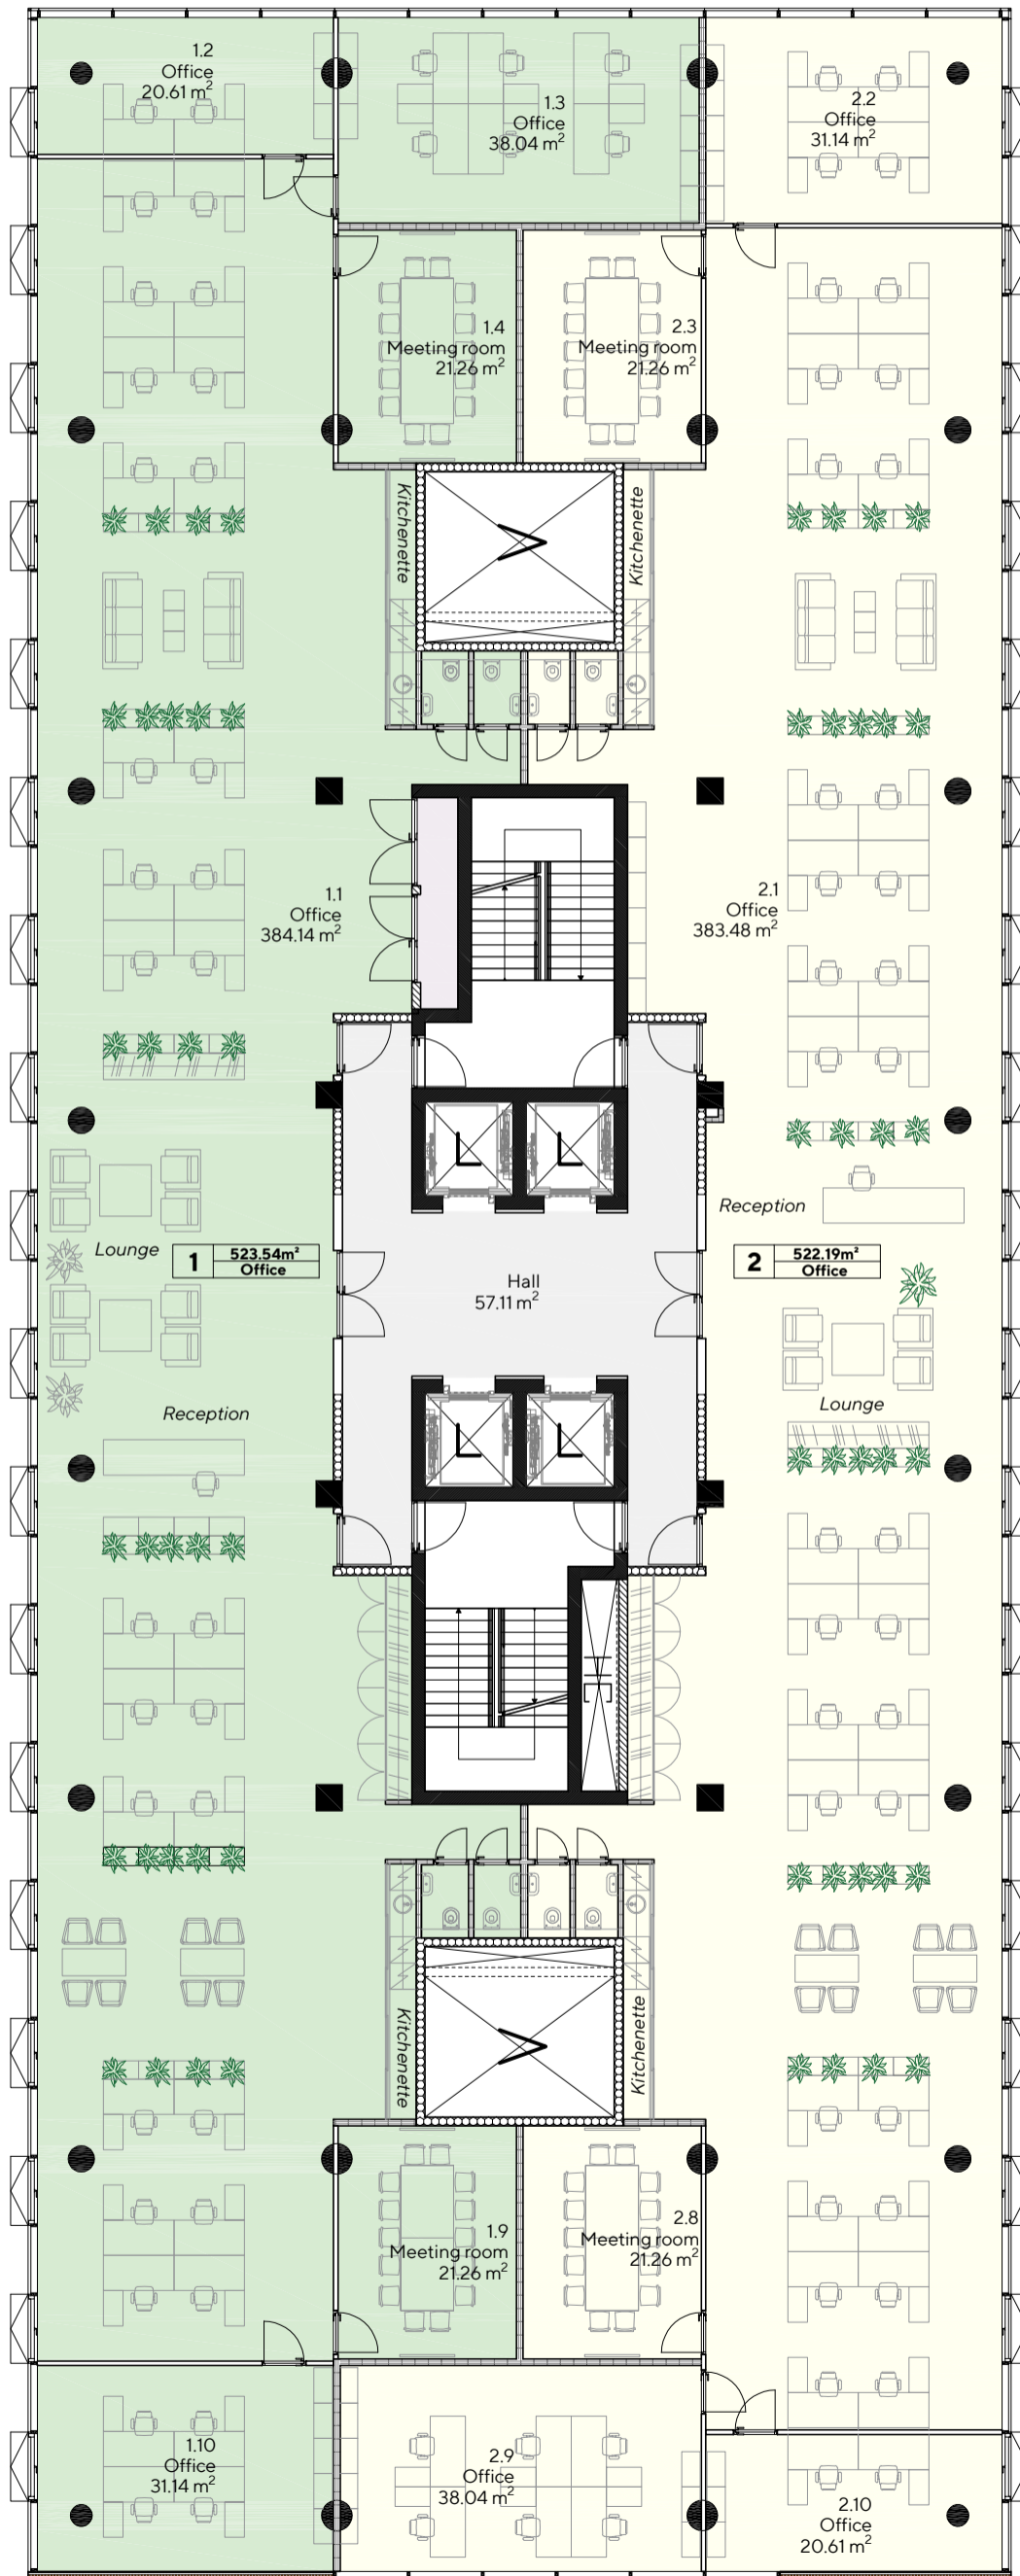 1.2
Office
20.61 m²
1.3
Office
38.04 m²
2.2
Office
31.14 m²
1.4
Meeting room
21.26 m²
2.3
Meeting room
21.26 m²
Kitchenette
Kitchenette
V
1.1
Office
384.14 m²
2.1
Office
383.48 m²
L
L
Reception
Lounge
1
523.54m²
Office
2
522.19m²
Office
Hall
57.11 m²
Lounge
Reception
L
L
Kitchenette
Kitchenette
V
1.9
Meeting room
21.26 m²
2.8
Meeting room
21.26 m²
1.10
Office
31.14 m²
2.9
Office
38.04 m²
2.10
Office
20.61 m²